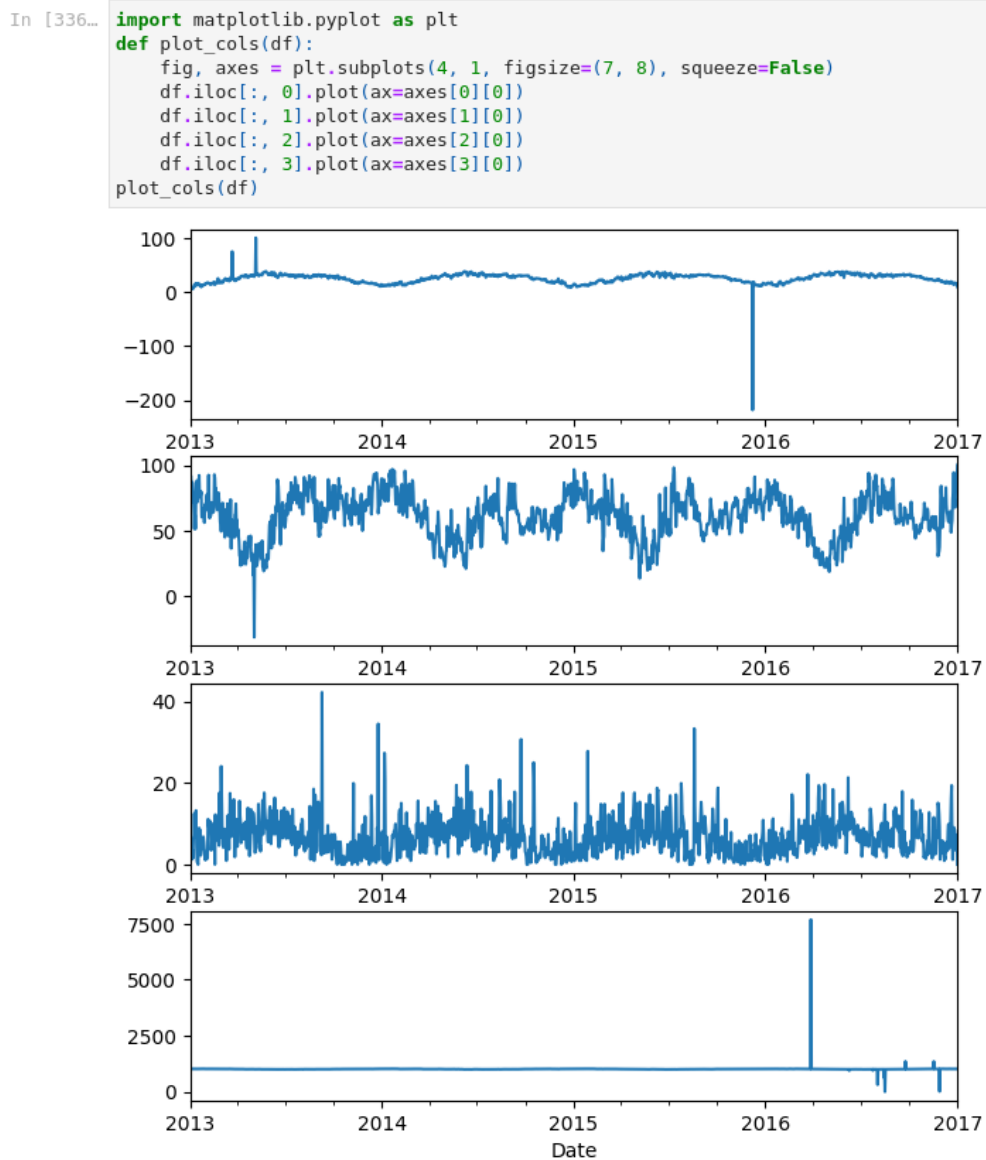 In [336…
import matplotlib.pyplot as plt
def plot_cols(df):
    fig, axes = plt.subplots(4, 1, figsize=(7, 8), squeeze=False)
    df.iloc[:, 0].plot(ax=axes[0][0])
    df.iloc[:, 1].plot(ax=axes[1][0])
    df.iloc[:, 2].plot(ax=axes[2][0])
    df.iloc[:, 3].plot(ax=axes[3][0])
plot_cols(df)
100
0
−100
−200
2013 2014 2015 2016 2017
100
50
0
2013 2014 2015 2016 2017
40
20
0
2013 2014 2015 2016 2017
7500
5000
2500
0
2013 2014 2015 2016 2017
Date